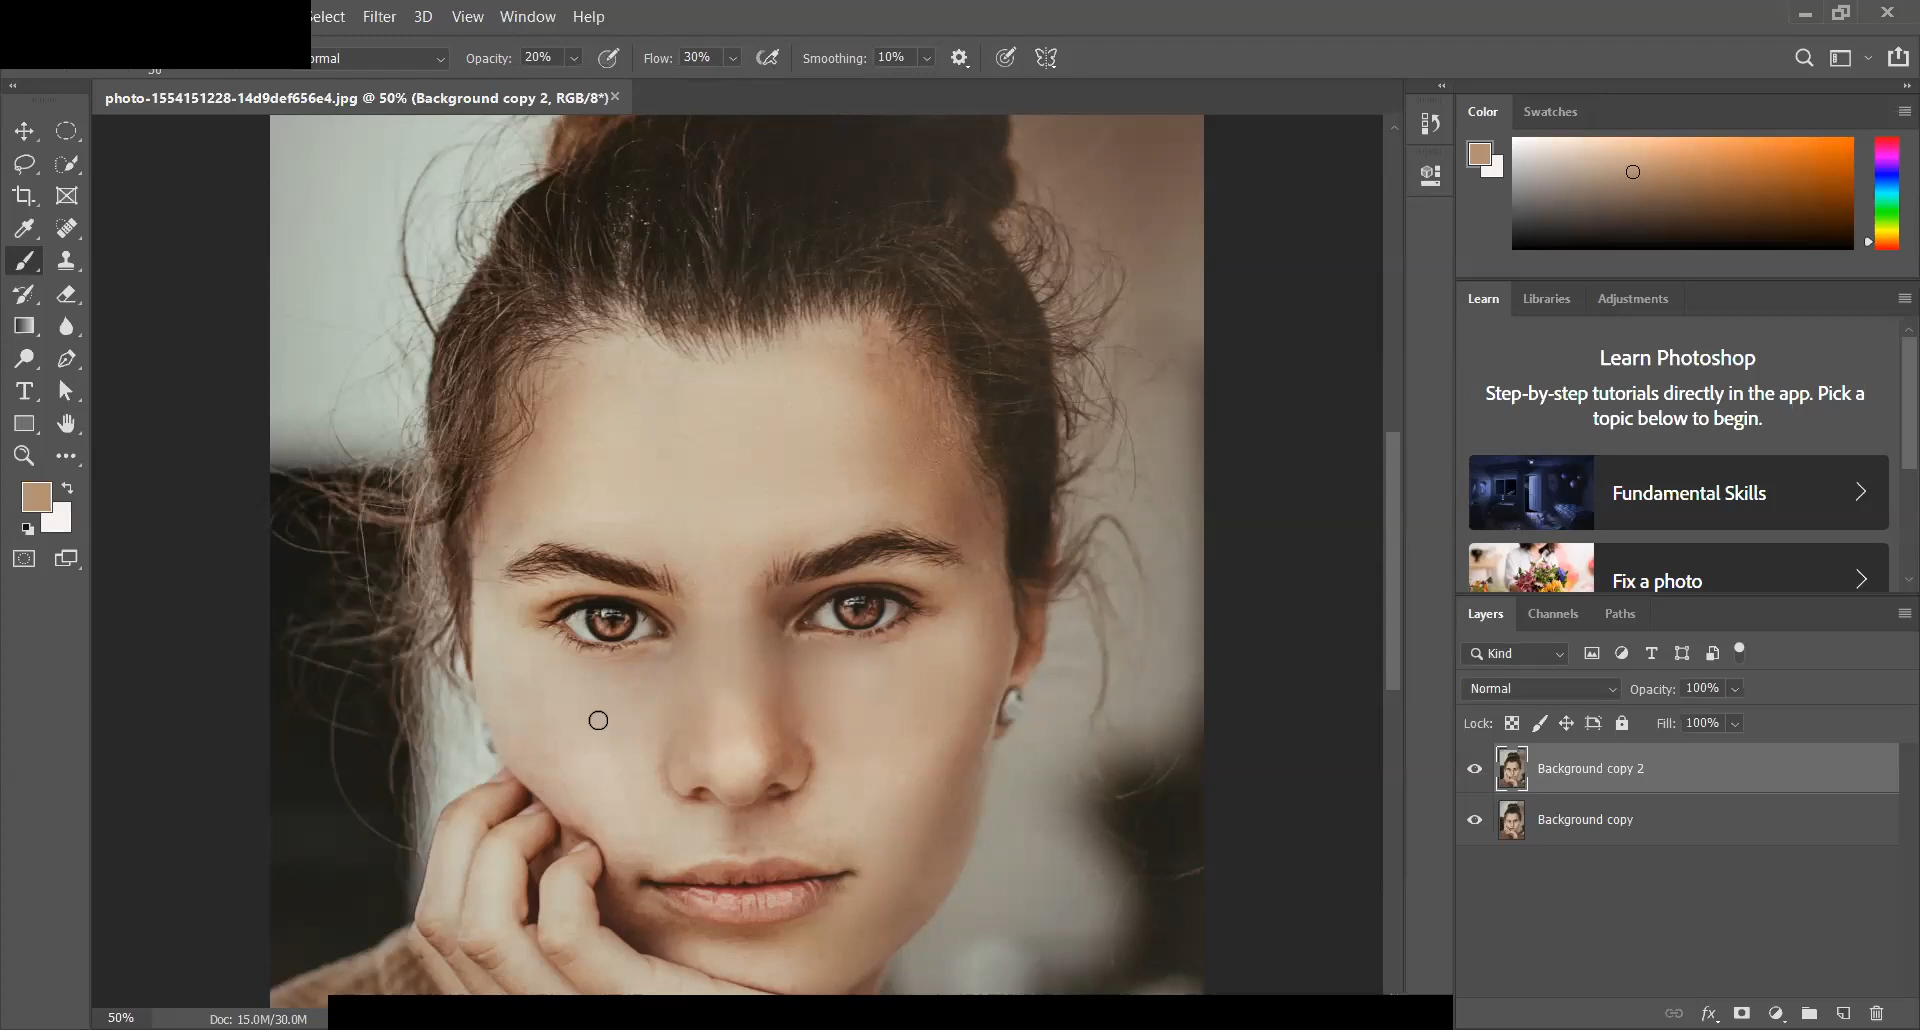 Select Filter 3D View Window Help
Opacity: 20% Flow: 30% Smoothing: 10%
photo-1554151228-14d9def656e4.jpg @ 50% (Background copy 2, RGB/8*)
Color Swatches
Learn Libraries Adjustments
Learn Photoshop
Step-by-step tutorials directly in the app. Pick a
topic below to begin.
Fundamental Skills
Fix a photo
Layers Channels Paths
Kind
Normal Opacity: 100%
Lock: Fill: 100%
Background copy 2
Background copy
50% Doc: 15.0M/30.0M